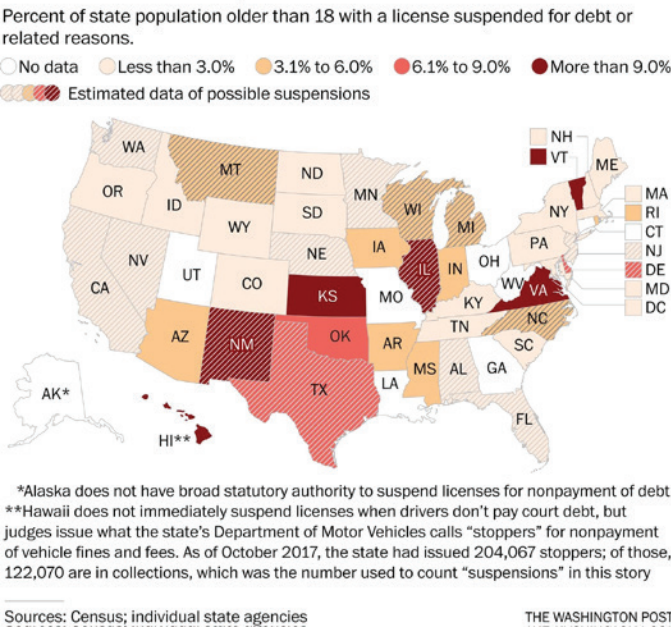 Percent of state population older than 18 with a license suspended for debt or
related reasons.
No data Less than 3.0% 3.1% to 6.0% 6.1% to 9.0% More than 9.0%
Estimated data of possible suspensions
NH
VT
WA
MT
ND
MN
ME
OR
ID
SD
WI
MI
NY
MA
RI
CT
WY
NE
IA
PA
NJ
NV
UT
CO
IL
IN
OH
WV
DE
CA
KS
MO
KY
VA
MD
DC
AZ
NM
OK
AR
TN
NC
SC
TX
LA
MS
AL
GA
FL
AK*
HI**
*Alaska does not have broad statutory authority to suspend licenses for nonpayment of debt
**Hawaii does not immediately suspend licenses when drivers don't pay court debt, but
judges issue what the state's Department of Motor Vehicles calls “stoppers” for nonpayment
of vehicle fines and fees. As of October 2017, the state had issued 204,067 stoppers; of those,
122,070 are in collections, which was the number used to count “suspensions” in this story
Sources: Census; individual state agencies
THE WASHINGTON POST